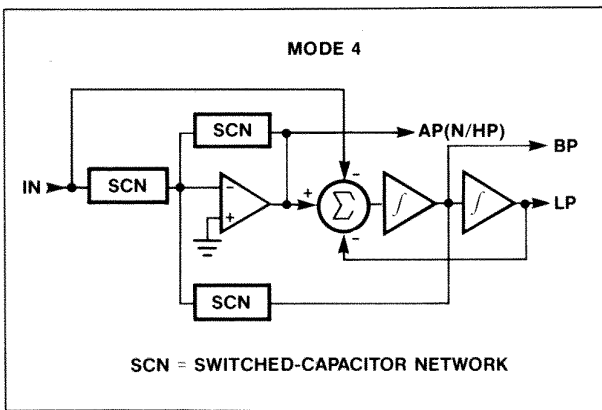 MODE 4
SCN
AP(N/HP)
BP
IN
SCN
−
+
+
−
Σ
∫
∫
LP
−
SCN
SCN = SWITCHED-CAPACITOR NETWORK